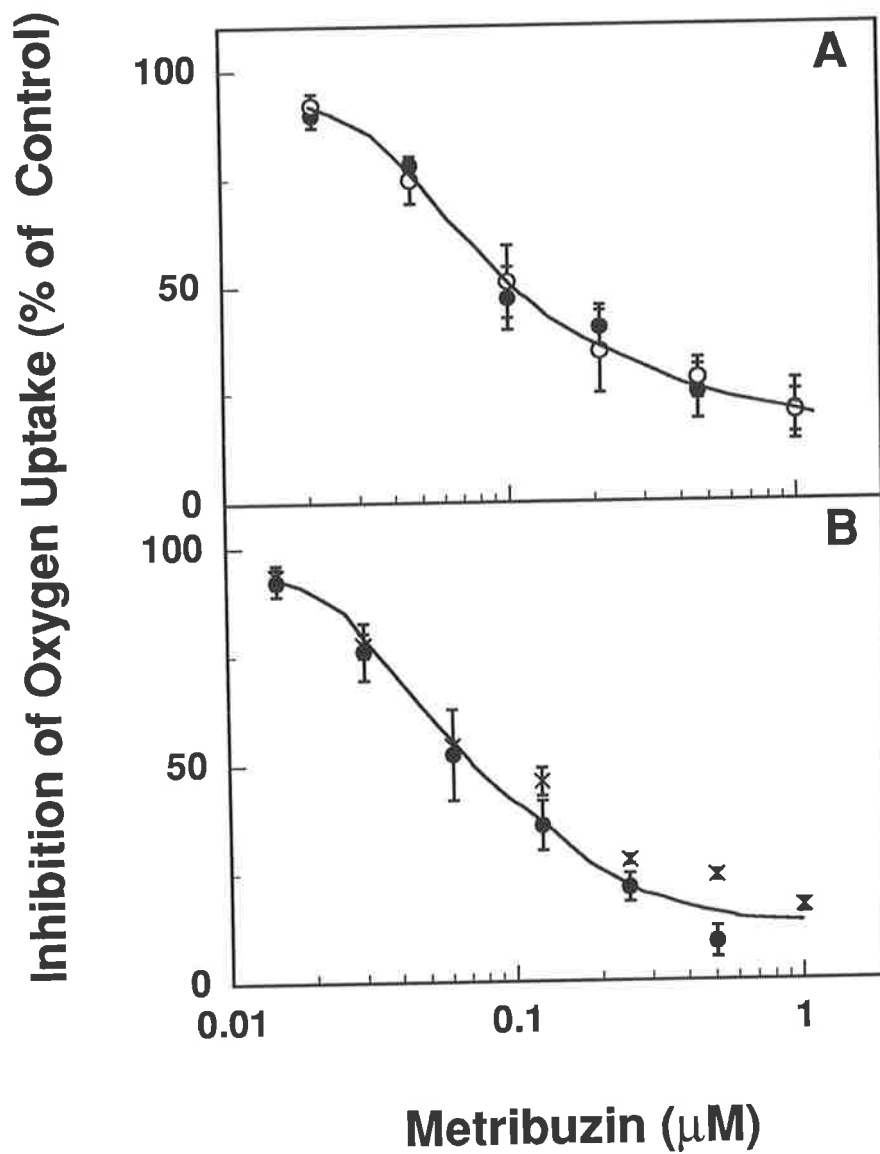 Inhibition of Oxygen Uptake (% of Control)
A
100
50
0
B
100
50
0
0.01
0.1
1
Metribuzin (μM)